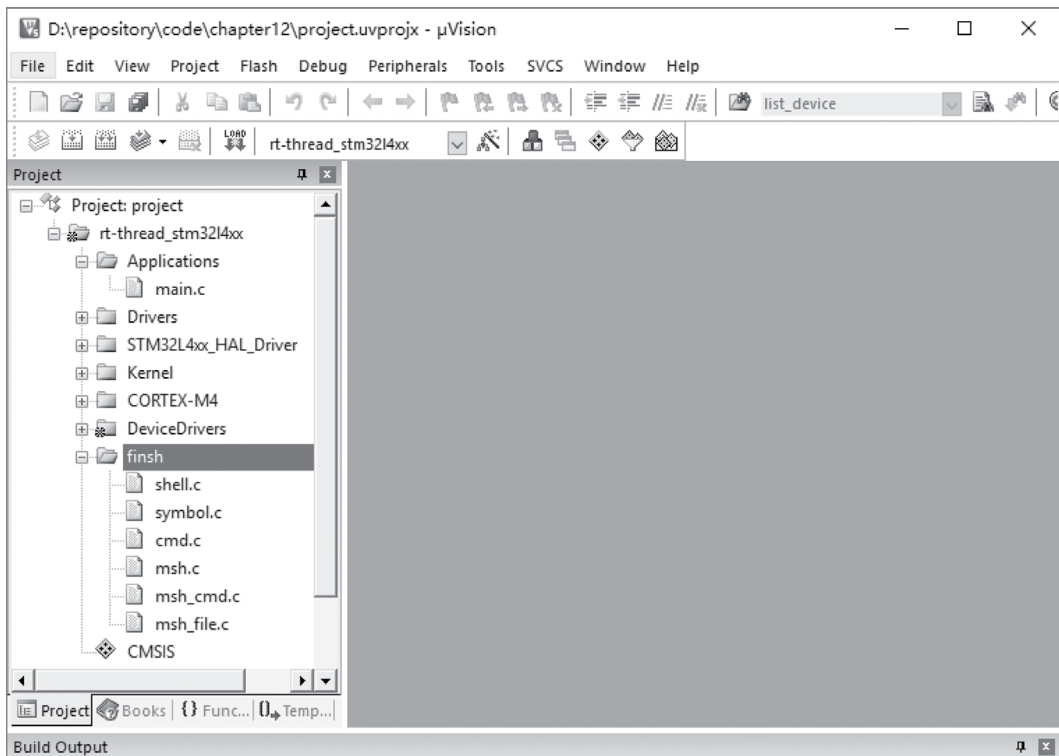 D:\repository\code\chapter12\project.uvprojx - µVision
File Edit View Project Flash Debug Peripherals Tools SVCS Window Help
list_device
LOAD rt-thread_stm32l4xx
Project
Project: project
rt-thread_stm32l4xx
Applications
main.c
Drivers
STM32L4xx_HAL_Driver
Kernel
CORTEX-M4
DeviceDrivers
finsh
shell.c
symbol.c
cmd.c
msh.c
msh_cmd.c
msh_file.c
CMSIS
Project Books {} Func... Temp...
Build Output